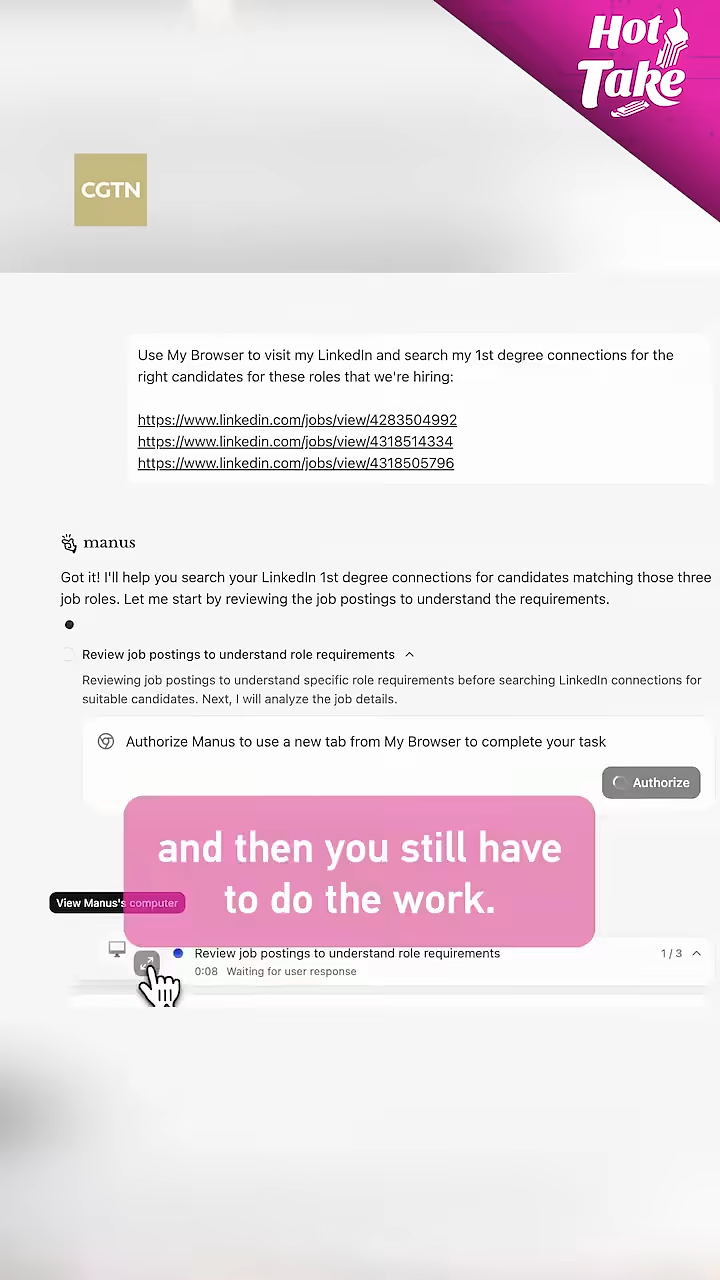 Hot
Take
CGTN
Use My Browser to visit my LinkedIn and search my 1st degree connections for the
right candidates for these roles that we're hiring:
https://www.linkedin.com/jobs/view/4283504992
https://www.linkedin.com/jobs/view/4318514334
https://www.linkedin.com/jobs/view/4318505796
manus
Got it! I'll help you search your LinkedIn 1st degree connections for candidates matching those three
job roles. Let me start by reviewing the job postings to understand the requirements.
Review job postings to understand role requirements
Reviewing job postings to understand specific role requirements before searching LinkedIn connections for
suitable candidates. Next, I will analyze the job details.
Authorize Manus to use a new tab from My Browser to complete your task
Authorize
and then you still have
to do the work.
View Manus's computer
Review job postings to understand role requirements 1 / 3
0:08 Waiting for user response